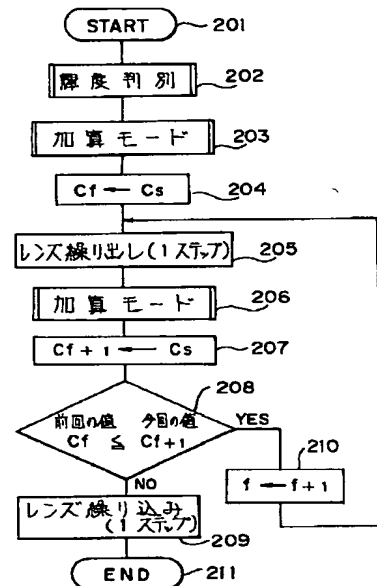 START
201
輝度判別
202
加算モード
203
Cf ← Cs
204
レンズ繰り出し(1ステップ)
205
加算モード
206
Cf+1 ← Cs
207
208
前回の値 今回の値
Cf ≤ Cf+1
YES
210
f ← f+1
NO
レンズ繰り込み
(1ステップ)
209
END
211